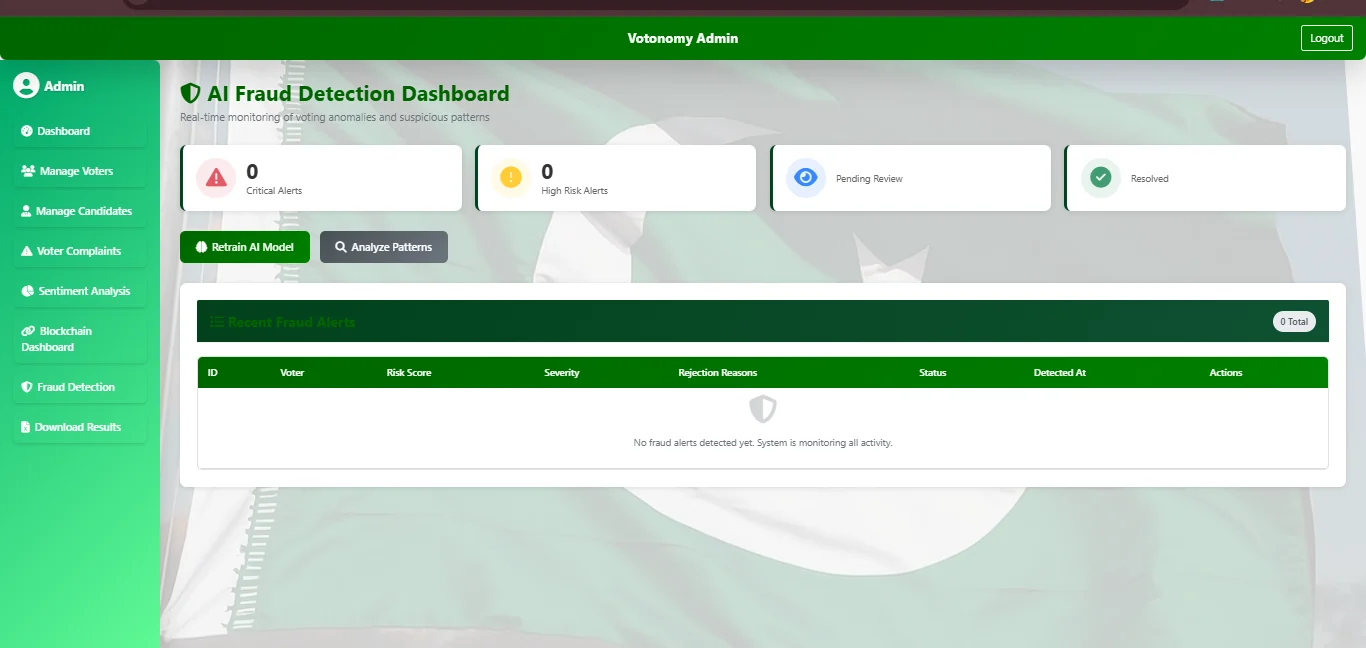 Votonomy Admin
Logout
Admin
Dashboard
Manage Voters
Manage Candidates
Voter Complaints
Sentiment Analysis
Blockchain
Dashboard
Fraud Detection
Download Results
AI Fraud Detection Dashboard
Real-time monitoring of voting anomalies and suspicious patterns
0
Critical Alerts
0
High Risk Alerts
Pending Review
Resolved
Retrain AI Model
Analyze Patterns
Recent Fraud Alerts
0 Total
ID Voter Risk Score Severity Rejection Reasons Status Detected At Actions
No fraud alerts detected yet. System is monitoring all activity.